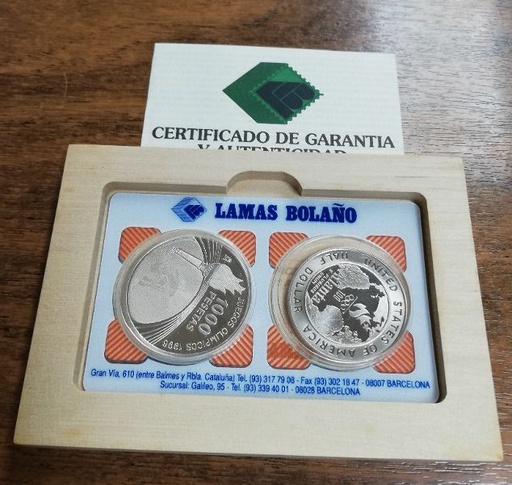 CERTIFICADO DE GARANTIA
Y AUTENTICIDAD
LAMAS BOLAÑO
1000
PESETAS
JUEGOS OLIMPICOS 1996
UNITED STATES OF AMERICA
HALF DOLLAR
Atlanta
Gran Vía, 610 (entre Balmes y Rbla. Cataluña) Tel. (93) 317 79 08 - Fax (93) 302 18 47 - 08007 BARCELONA
Sucursal: Galileo, 95 - Tel. (93) 339 40 01 - 08028 BARCELONA